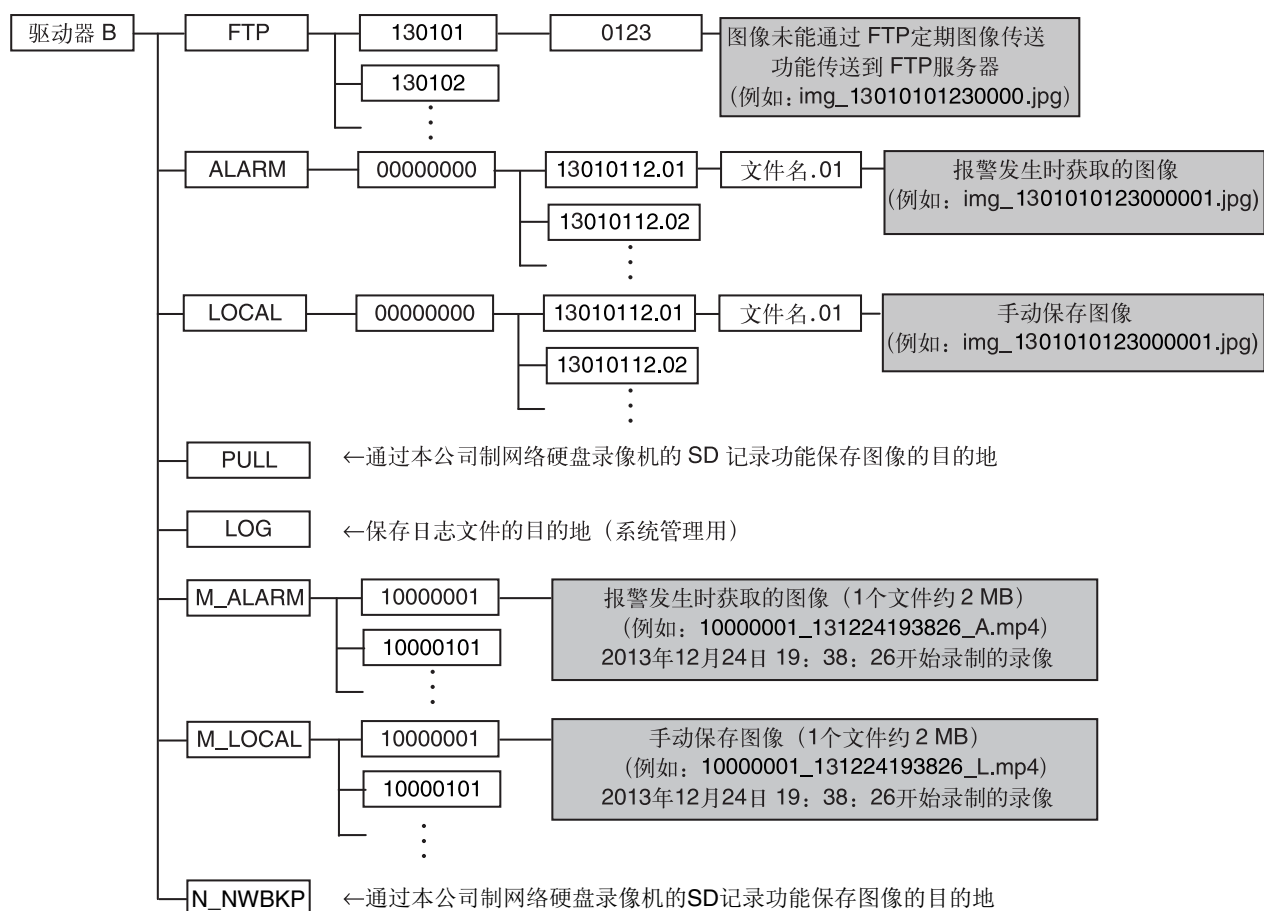 驱动器 B
FTP
130101
0123
图像未能通过 FTP定期图像传送
功能传送到 FTP服务器
(例如：img_13010101230000.jpg)
130102
ALARM
00000000
13010112.01
文件名.01
报警发生时获取的图像
(例如：img_1301010123000001.jpg)
13010112.02
LOCAL
00000000
13010112.01
文件名.01
手动保存图像
(例如：img_1301010123000001.jpg)
13010112.02
PULL
←通过本公司制网络硬盘录像机的 SD 记录功能保存图像的目的地
LOG
←保存日志文件的目的地（系统管理用）
M_ALARM
10000001
报警发生时获取的图像（1个文件约 2 MB）
（例如：10000001_131224193826_A.mp4）
2013年12月24日 19：38：26开始录制的录像
10000101
M_LOCAL
10000001
手动保存图像（1个文件约 2 MB）
（例如：10000001_131224193826_L.mp4）
2013年12月24日 19：38：26开始录制的录像
10000101
N_NWBKP
←通过本公司制网络硬盘录像机的SD记录功能保存图像的目的地